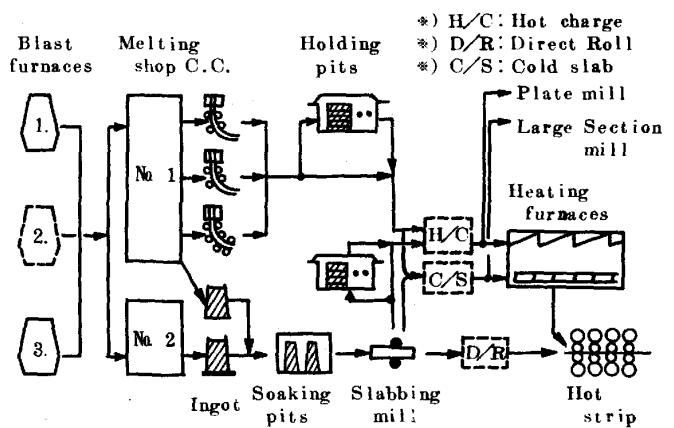 ※) H/C: Hot charge
※) D/R: Direct Roll
※) C/S: Cold slab
Blast
furnaces
Melting
shop C.C.
Holding
pits
Plate mill
Large Section
mill
Heating
furnaces
1.
2.
3.
№ 1
№ 2
H/C
C/S
D/R
Ingot
Soaking
pits
Slabbing
mill
Hot
strip